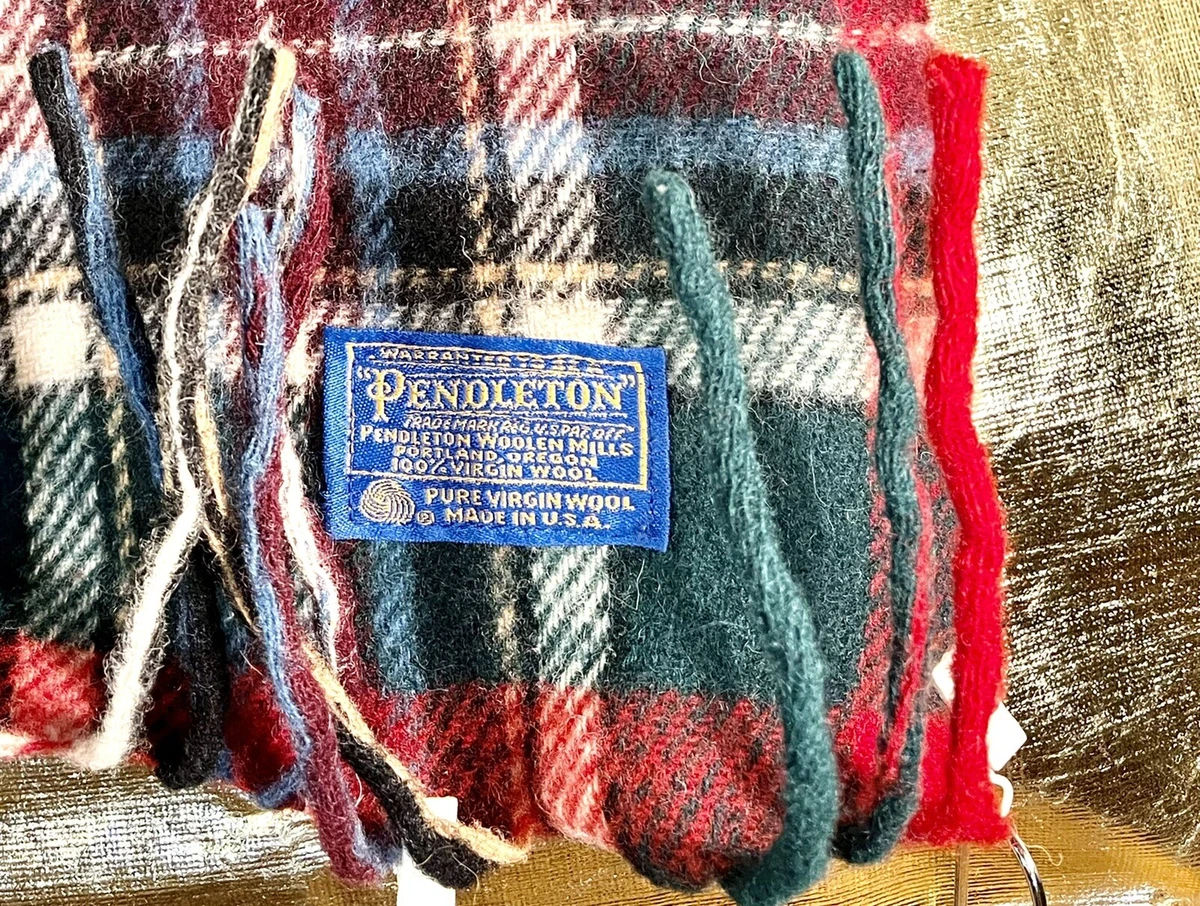 WARRANTED TO BE A
"PENDLETON"
TRADE MARK REG. U.S. PAT. OFF.
PENDLETON WOOLEN MILLS
PORTLAND, OREGON
100% VIRGIN WOOL
PURE VIRGIN WOOL
® MADE IN U.S.A.